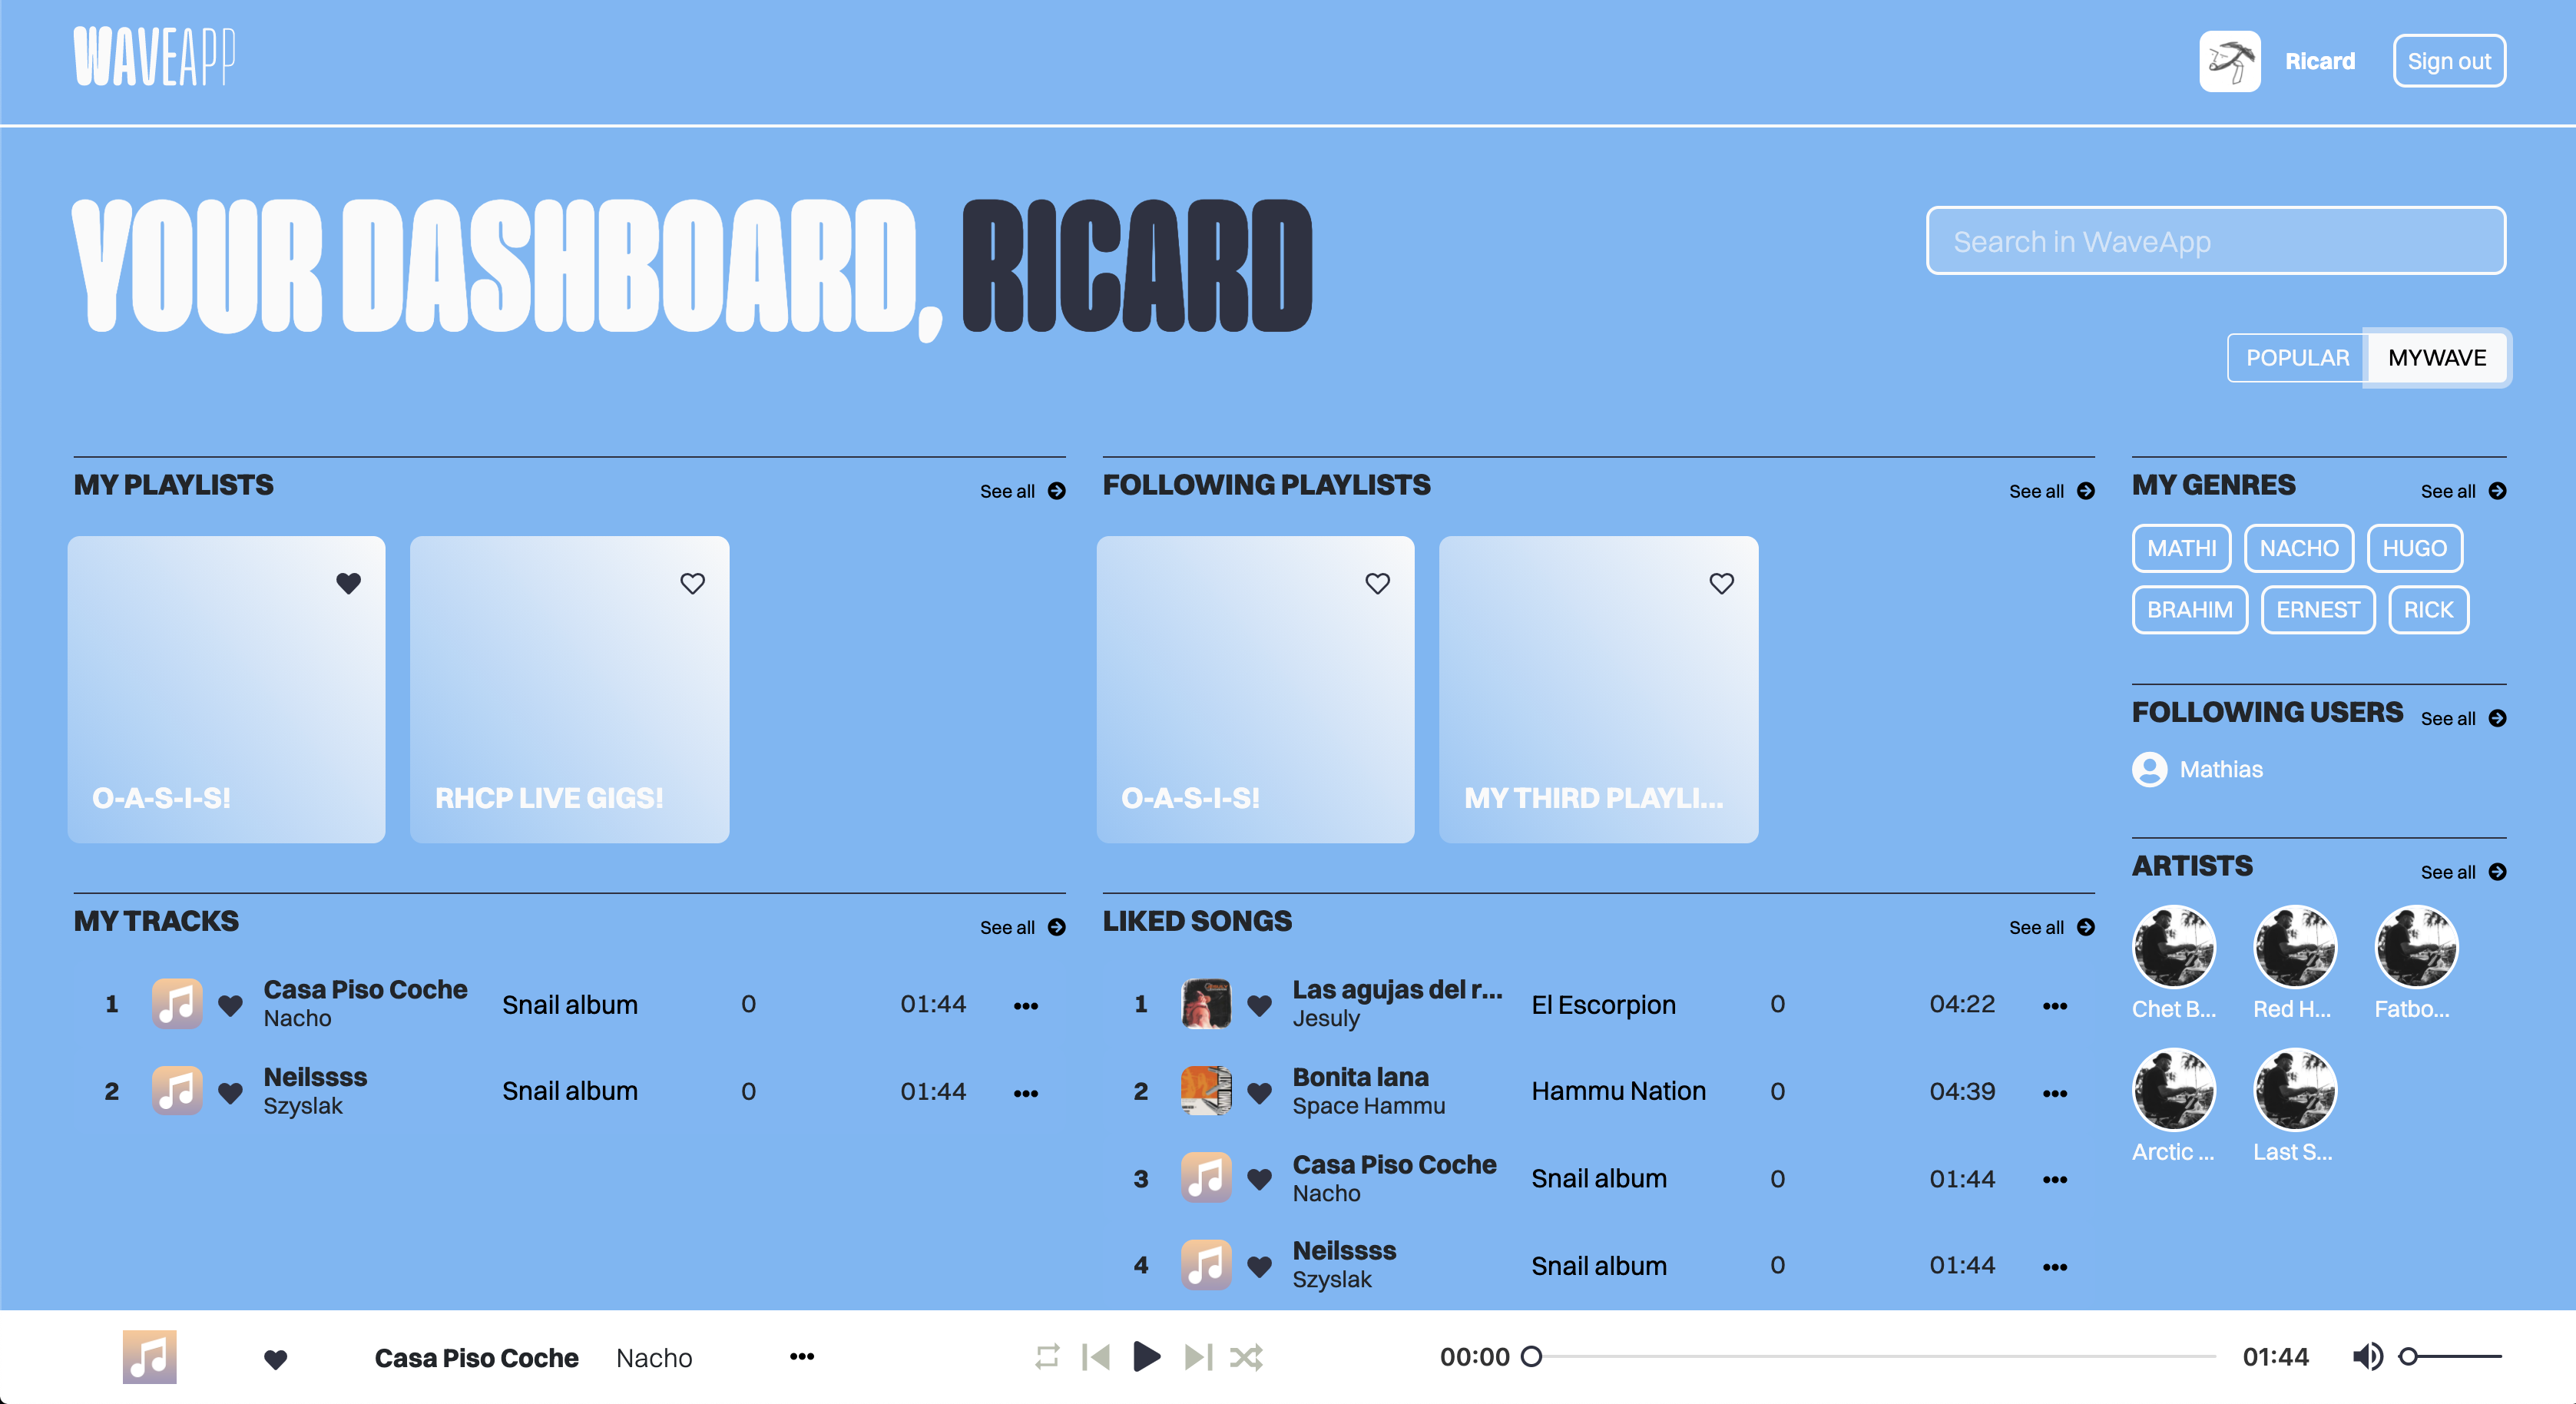 WAVEAPP
Ricard
Sign out
YOUR DASHBOARD, RICARD
Search in WaveApp
POPULAR
MYWAVE
MY PLAYLISTS
See all
O-A-S-I-S!
RHCP LIVE GIGS!
FOLLOWING PLAYLISTS
See all
O-A-S-I-S!
MY THIRD PLAYLI...
MY GENRES
See all
MATHI
NACHO
HUGO
BRAHIM
ERNEST
RICK
FOLLOWING USERS
See all
Mathias
ARTISTS
See all
Chet B...
Red H...
Fatbo...
Arctic ...
Last S...
MY TRACKS
See all
1 Casa Piso Coche Snail album 0 01:44
Nacho
2 Neilssss Snail album 0 01:44
Szyslak
LIKED SONGS
See all
1 Las agujas del r... El Escorpion 0 04:22
Jesuly
2 Bonita lana Hammu Nation 0 04:39
Space Hammu
3 Casa Piso Coche Snail album 0 01:44
Nacho
4 Neilssss Snail album 0 01:44
Szyslak
Casa Piso Coche Nacho
00:00
01:44